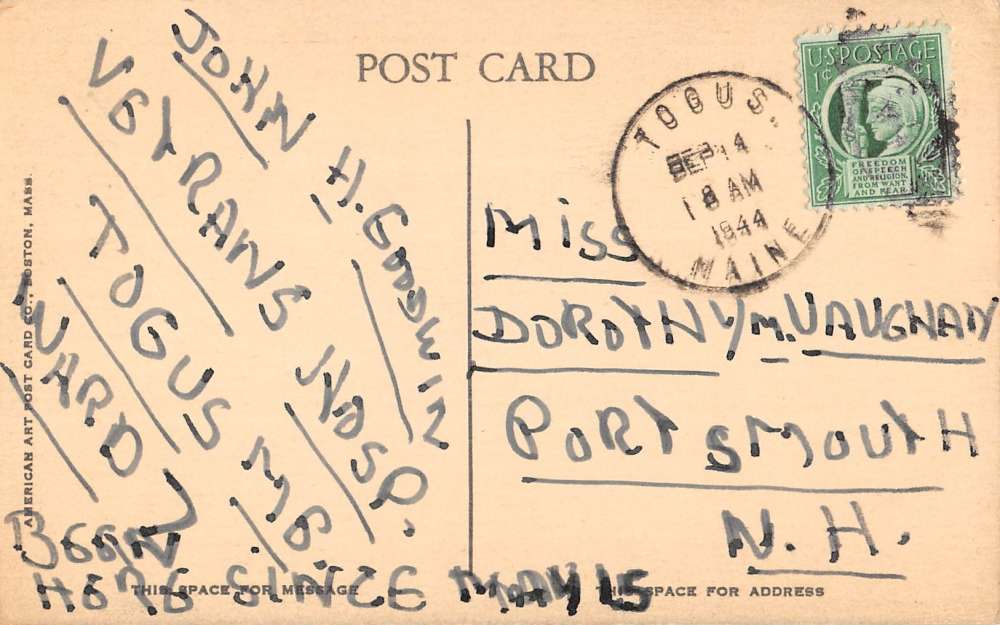 POST CARD
U.S. POSTAGE
1¢ ¢1
FREEDOM
OF SPEECH
AND RELIGION,
FROM WANT
AND FEAR
TOGUS,
SEP 14
8 AM
1944
MAINE
JOHN H. GOODWIN
VETRANS HOSP.
TOGUS ME
WARD 7
BEEN
HERE SINCE MAY 15
Miss
DOROTHY M. VAUGHAN
PORTSMOUTH
N. H.
AMERICAN ART POST CARD CO., BOSTON, MASS.
THIS SPACE FOR MESSAGE
THIS SPACE FOR ADDRESS